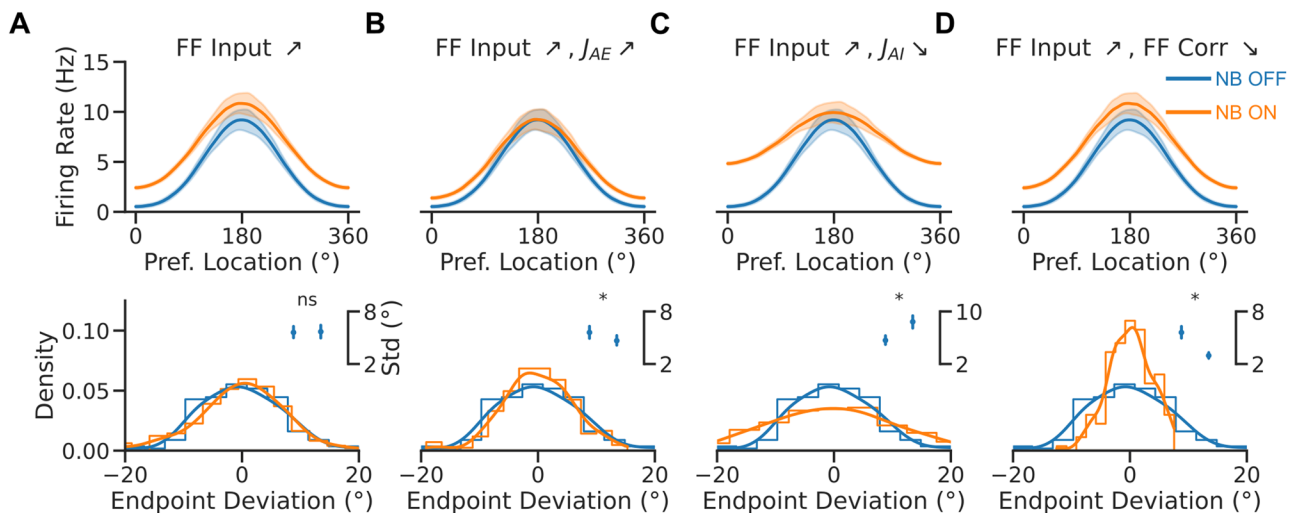 A
B
C
D
FF Input ↗
FF Input ↗, J_AE ↗
FF Input ↗, J_AI ↘
FF Input ↗, FF Corr ↘
NB OFF
NB ON
Firing Rate (Hz)
15
10
5
0
0 180 360
0 180 360
0 180 360
0 180 360
Pref. Location (°)
Pref. Location (°)
Pref. Location (°)
Pref. Location (°)
Density
0.10
0.05
0.00
ns
8
2
Std (°)
*
8
2
*
10
2
*
8
2
−20 0 20
−20 0 20
−20 0 20
−20 0 20
Endpoint Deviation (°)
Endpoint Deviation (°)
Endpoint Deviation (°)
Endpoint Deviation (°)